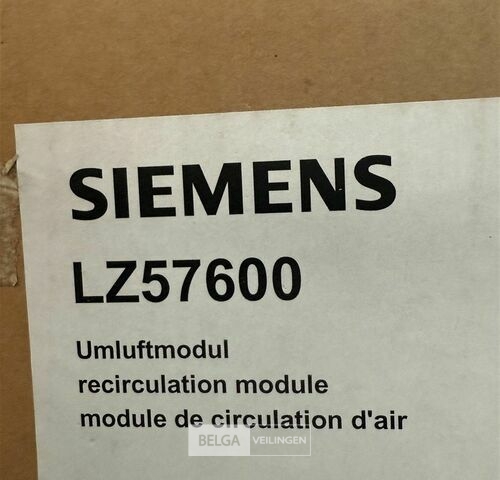 SIEMENS
LZ57600
Umluftmodul
recirculation module
module de circulation d'air
BELGA VEILINGEN